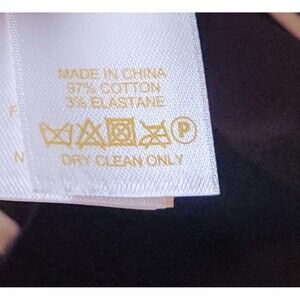 MADE IN CHINA
97% COTTON
3% ELASTANE
P
DRY CLEAN ONLY
F
N